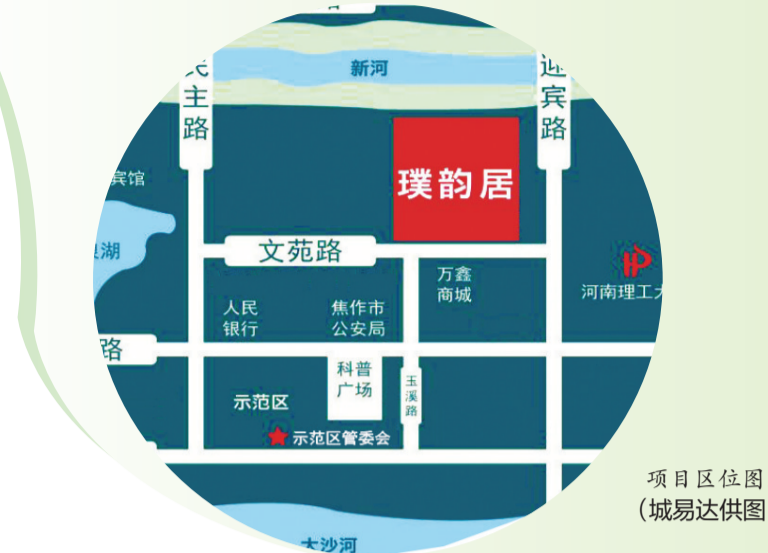 新河
民主路
迎宾路
璞韵居
宾馆
湖
文苑路
万鑫
商城
河南理工大
人民
银行
焦作市
公安局
路
科普
广场
玉溪路
示范区
示范区管委会
大沙河
项目区位图
（城易达供图